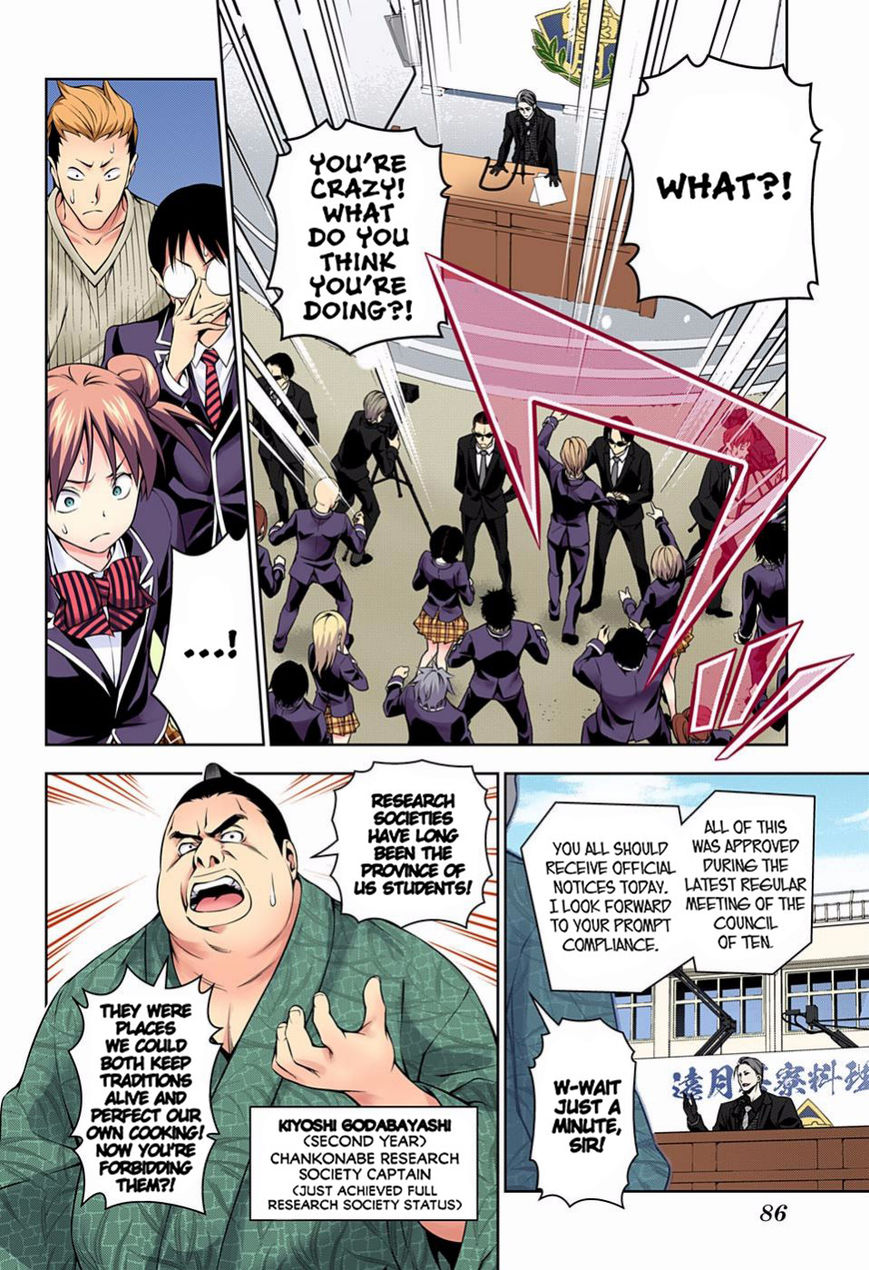 WHAT?!
YOU'RE
CRAZY!
WHAT
DO YOU
THINK
YOU'RE
DOING?!
....!
ALL OF THIS
WAS APPROVED
DURING THE
LATEST REGULAR
MEETING OF THE
COUNCIL
OF TEN.
YOU ALL SHOULD
RECEIVE OFFICIAL
NOTICES TODAY.
I LOOK FORWARD
TO YOUR PROMPT
COMPLIANCE.
W-WAIT
JUST A
MINUTE,
SIR!
RESEARCH
SOCIETIES
HAVE LONG
BEEN THE
PROVINCE OF
US STUDENTS!
THEY WERE
PLACES
WE COULD
BOTH KEEP
TRADITIONS
ALIVE AND
PERFECT OUR
OWN COOKING!
NOW YOU'RE
FORBIDDING
THEM?!
KIYOSHI GODABAYASHI
(SECOND YEAR)
CHANKONABE RESEARCH
SOCIETY CAPTAIN
(JUST ACHIEVED FULL
RESEARCH SOCIETY STATUS)
86